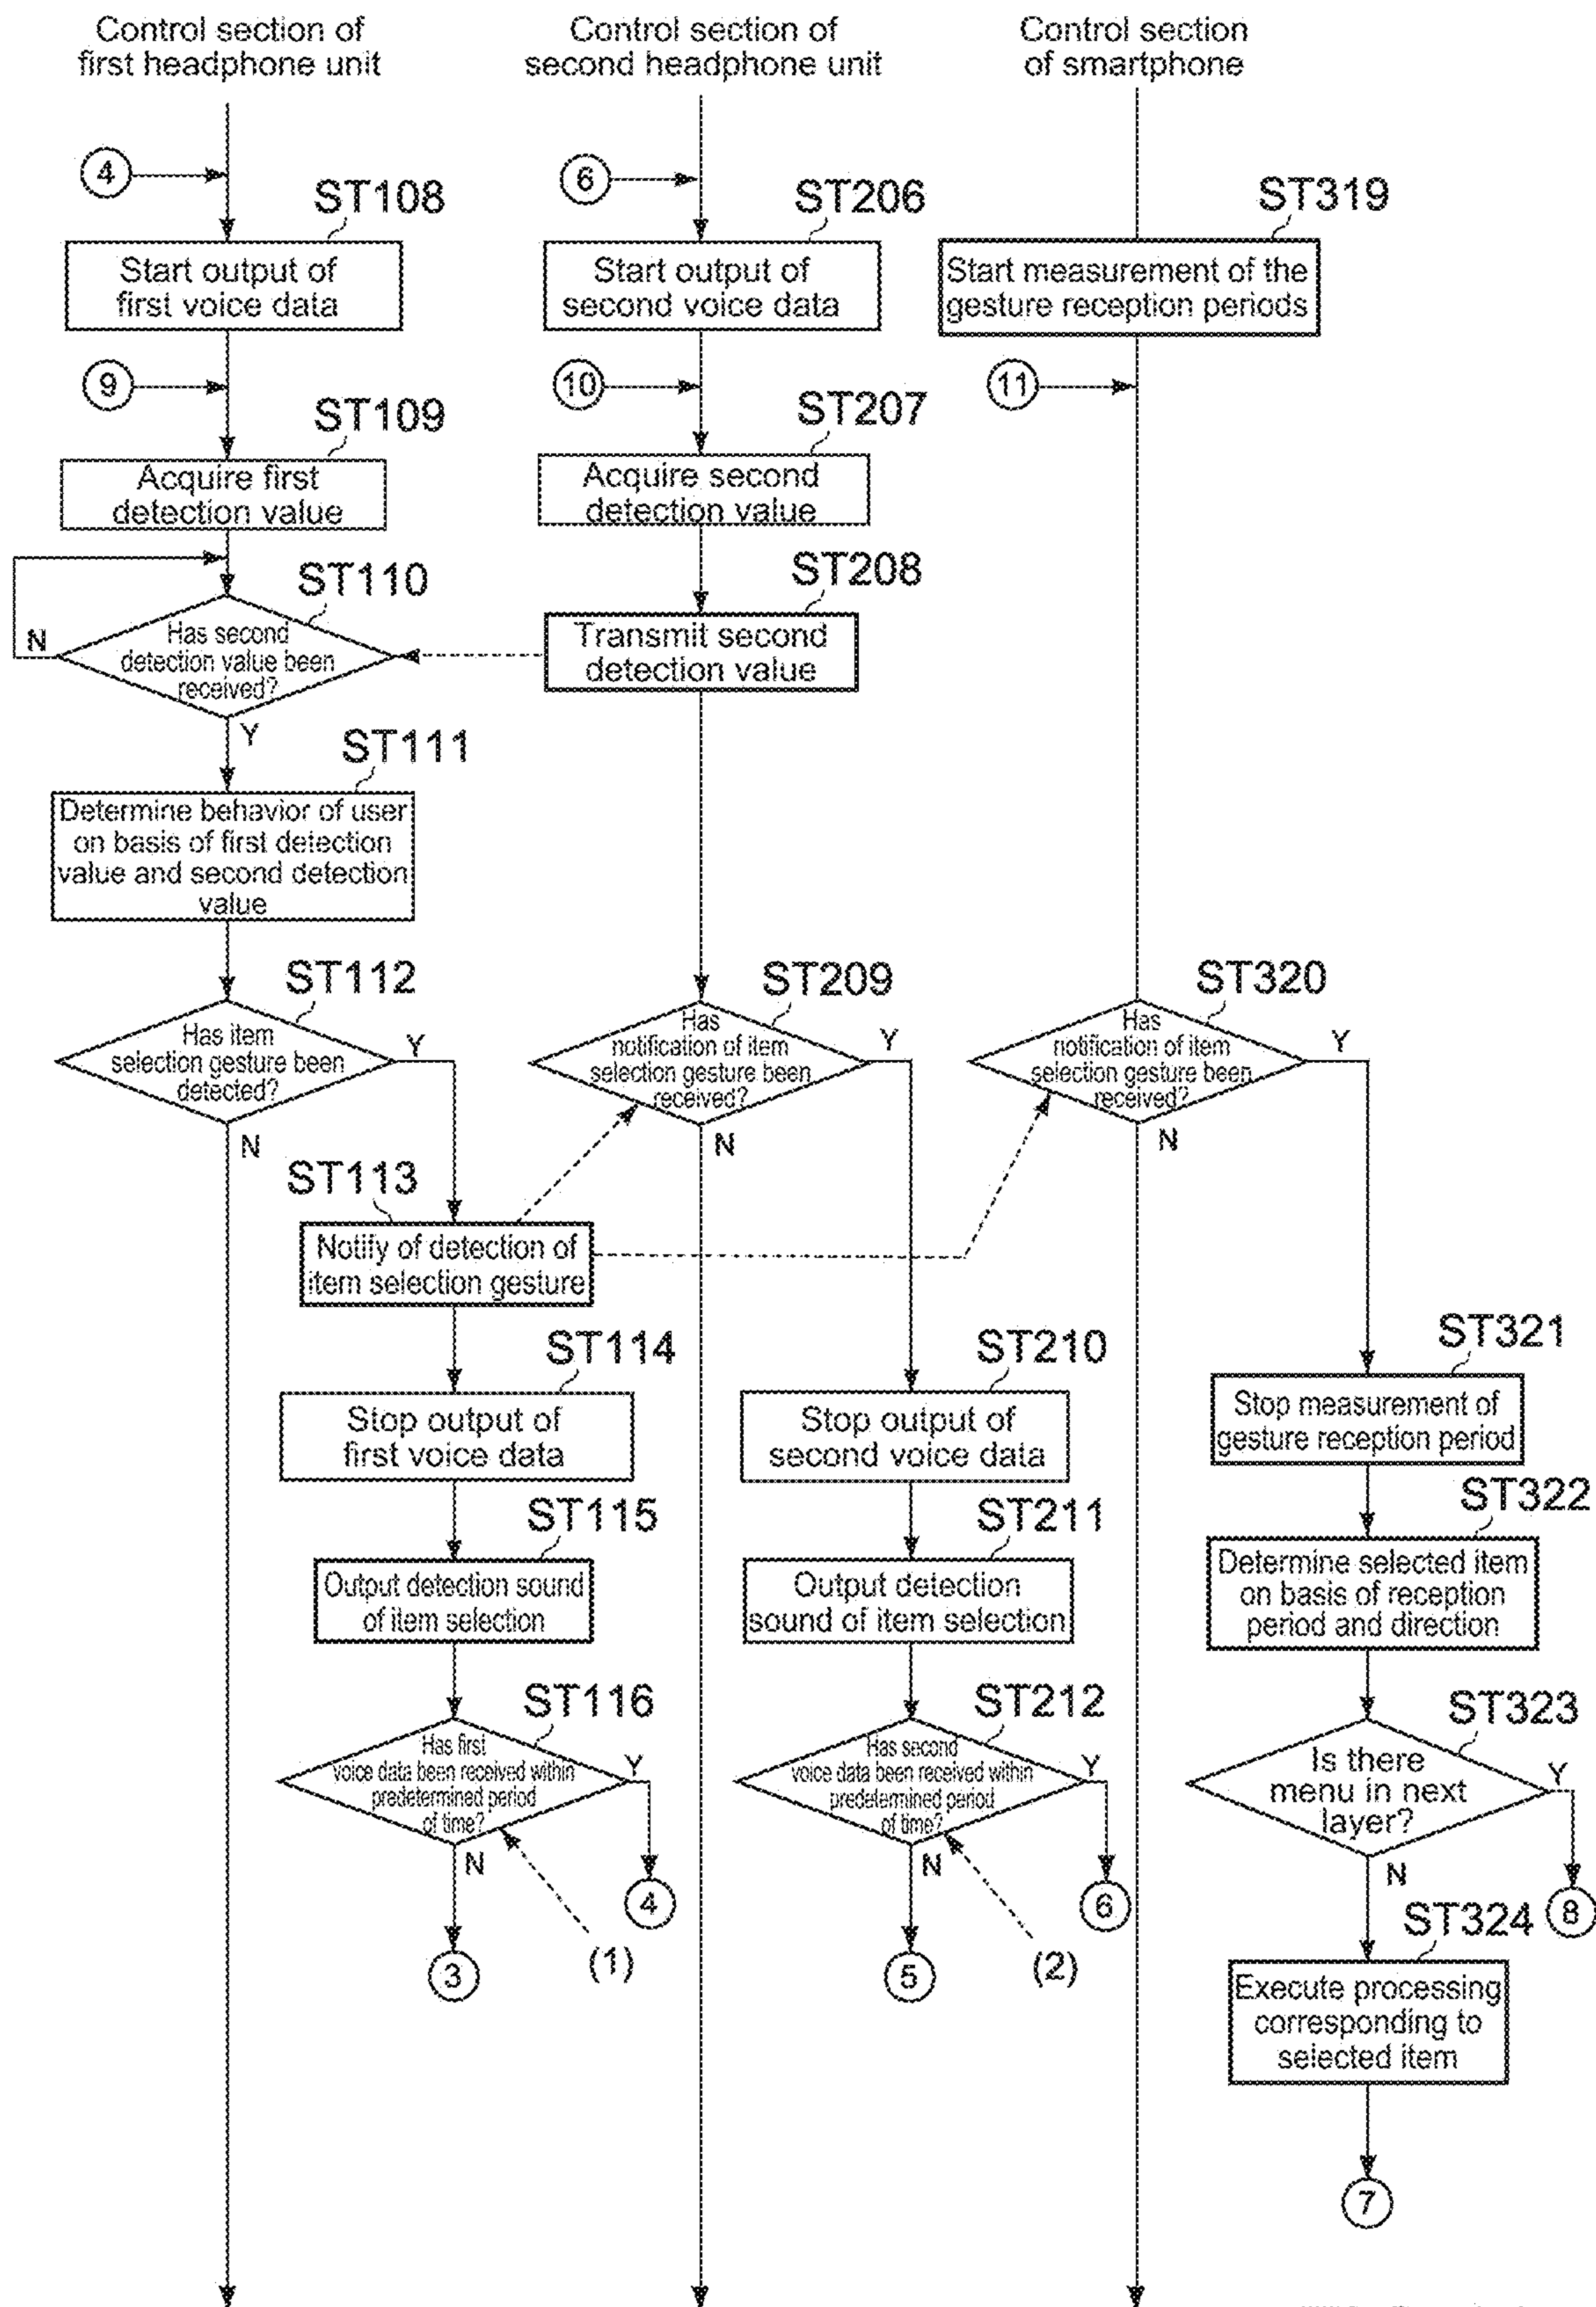 Control section of
first headphone unit
Control section of
second headphone unit
Control section
of smartphone
4
6
ST108
ST206
ST319
Start output of
first voice data
Start output of
second voice data
Start measurement of the
gesture reception periods
9
10
11
ST109
ST207
Acquire first
detection value
Acquire second
detection value
ST110
ST208
N
Has second
detection value been
received?
Transmit second
detection value
Y
ST111
Determine behavior of user
on basis of first detection
value and second detection
value
ST112
ST209
ST320
Has item
selection gesture been
detected?
Y
Has
notification of item
selection gesture been
received?
Y
Has
notification of item
selection gesture been
received?
Y
N
N
N
ST113
Notify of detection of
item selection gesture
ST114
ST210
ST321
Stop output of
first voice data
Stop output of
second voice data
Stop measurement of
gesture reception period
ST115
ST211
ST322
Output detection sound
of item selection
Output detection
sound of item selection
Determine selected item
on basis of reception
period and direction
ST116
ST212
ST323
Has first
voice data been received within
predetermined period
of time?
Y
Has second
voice data been received within
predetermined period
of time?
Y
Is there
menu in next
layer?
Y
N
N
N
4
6
8
ST324
3
(1)
5
(2)
Execute processing
corresponding to
selected item
7